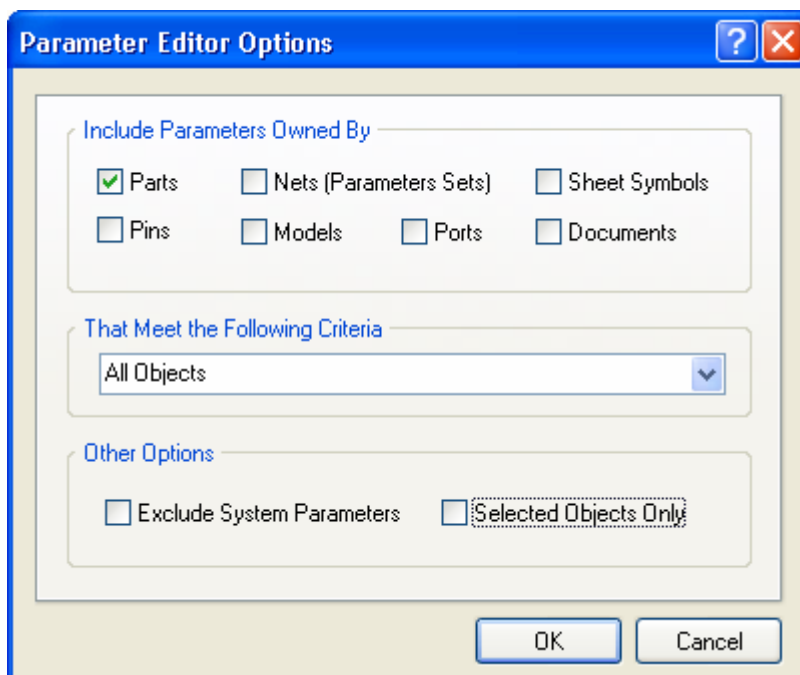 Parameter Editor Options
Include Parameters Owned By
Parts Nets (Parameters Sets) Sheet Symbols
Pins Models Ports Documents
That Meet the Following Criteria
All Objects
Other Options
Exclude System Parameters Selected Objects Only
OK Cancel